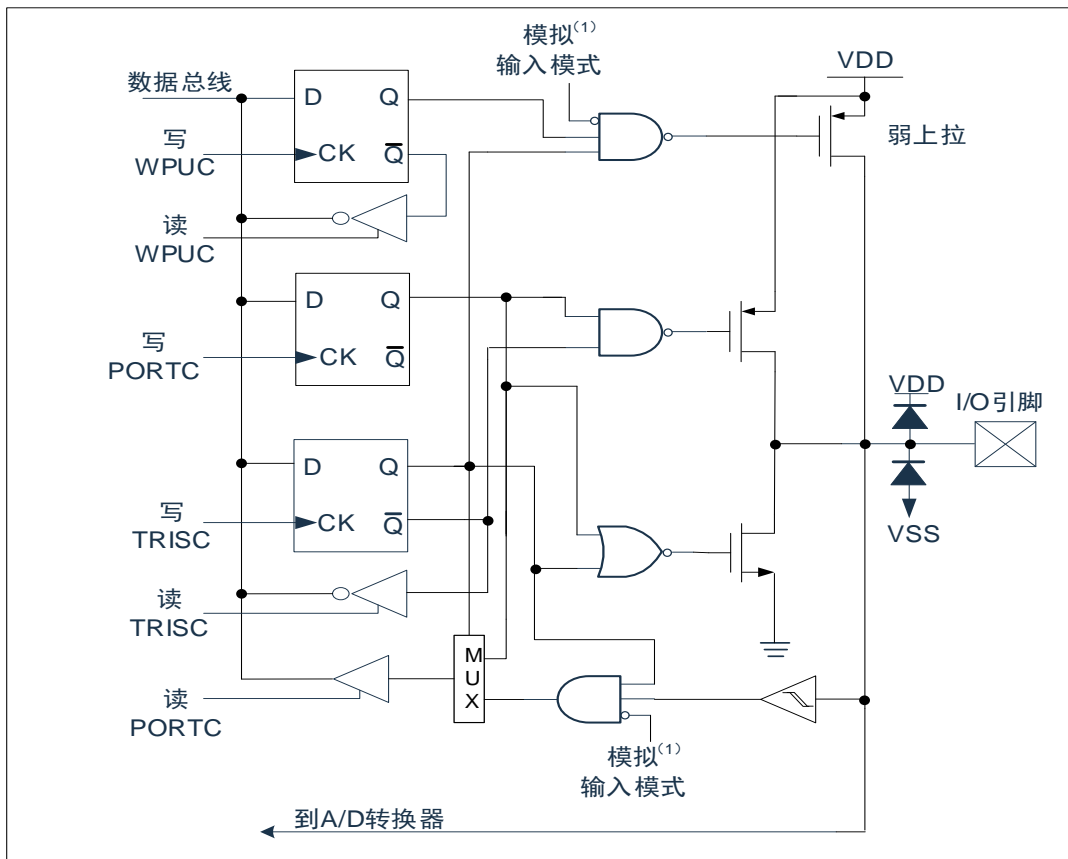 模拟(1)
输入模式
VDD
数据总线
D
Q
弱上拉
写
WPUC
CK
Q̅
读
WPUC
D
Q
写
PORTC
CK
Q̅
VDD
I/O引脚
D
Q
写
TRISC
CK
Q̅
VSS
读
TRISC
MUX
读
PORTC
模拟(1)
输入模式
到A/D转换器